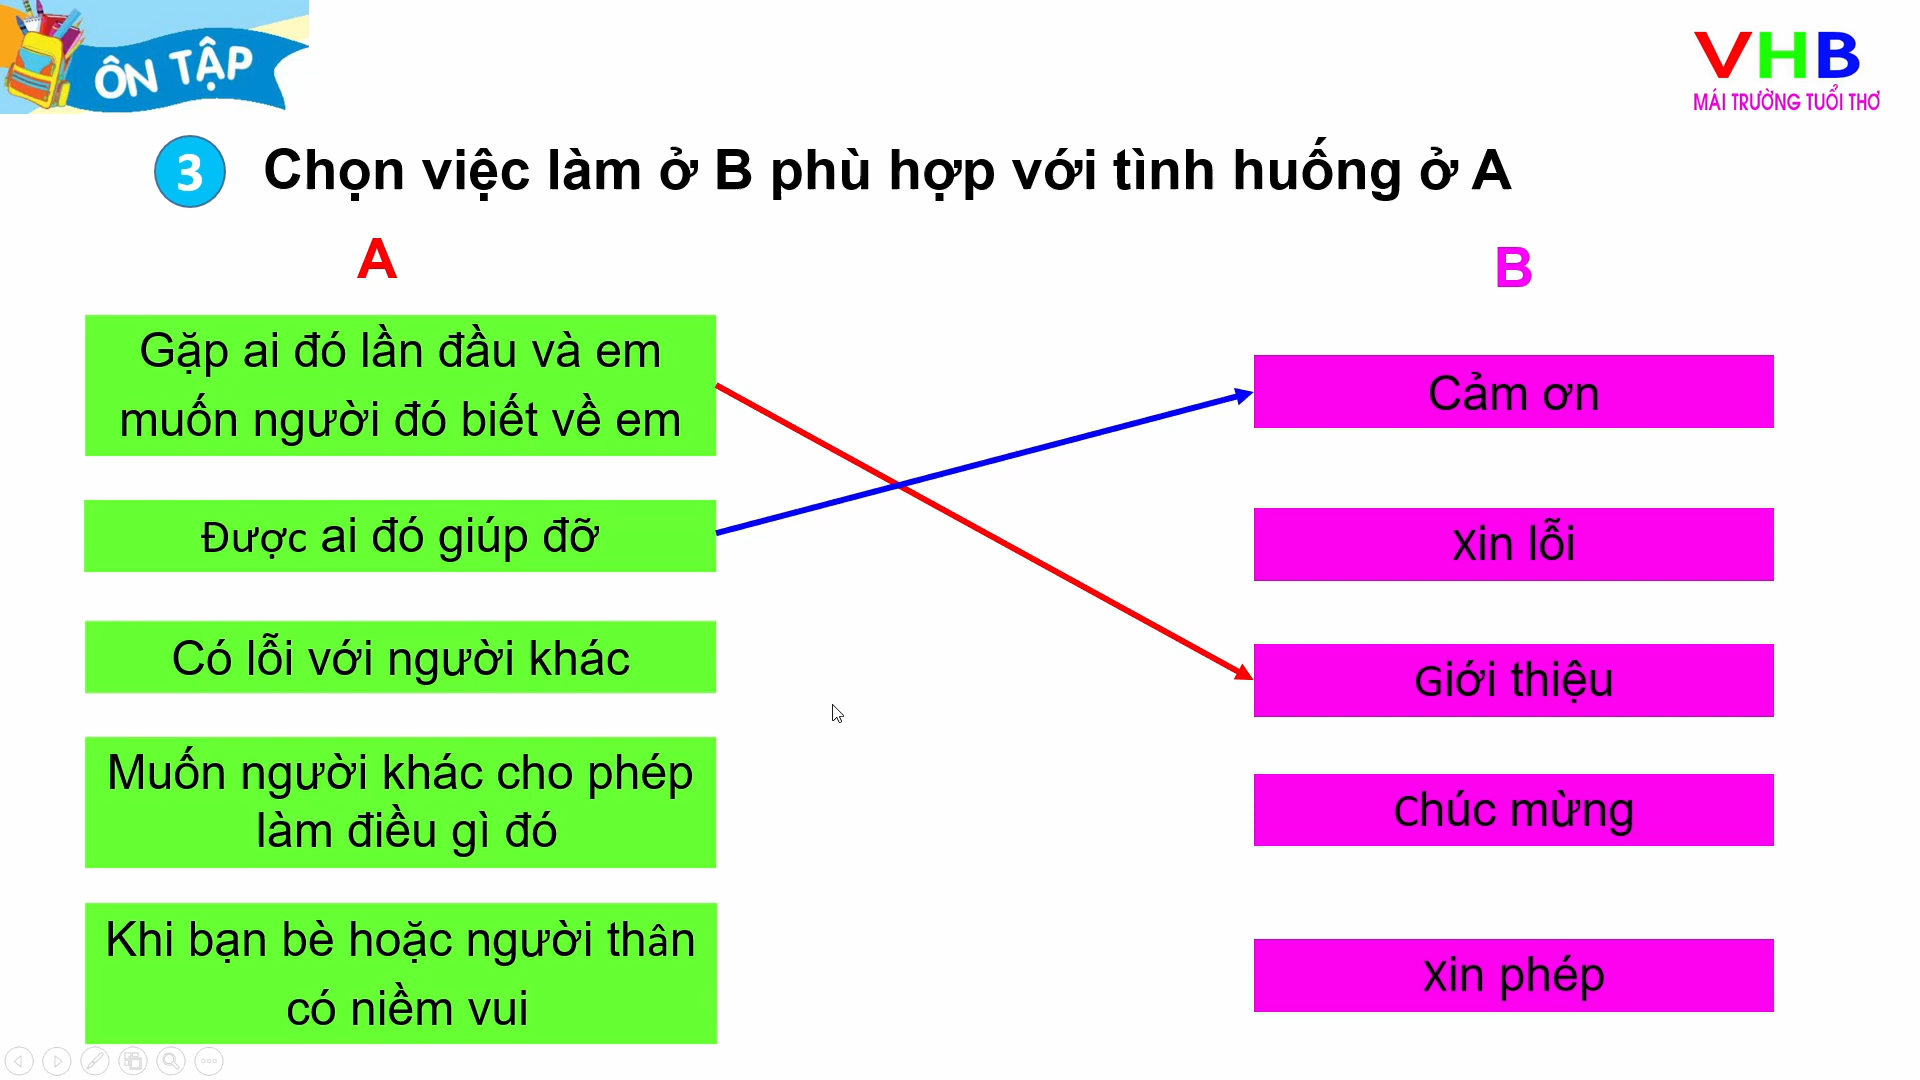 ÔN TẬP
VHB
MÁI TRƯỜNG TUỔI THƠ
3 Chọn việc làm ở B phù hợp với tình huống ở A
A
B
Gặp ai đó lần đầu và em
muốn người đó biết về em
Được ai đó giúp đỡ
Có lỗi với người khác
Muốn người khác cho phép
làm điều gì đó
Khi bạn bè hoặc người thân
có niềm vui
Cảm ơn
Xin lỗi
Giới thiệu
Chúc mừng
Xin phép